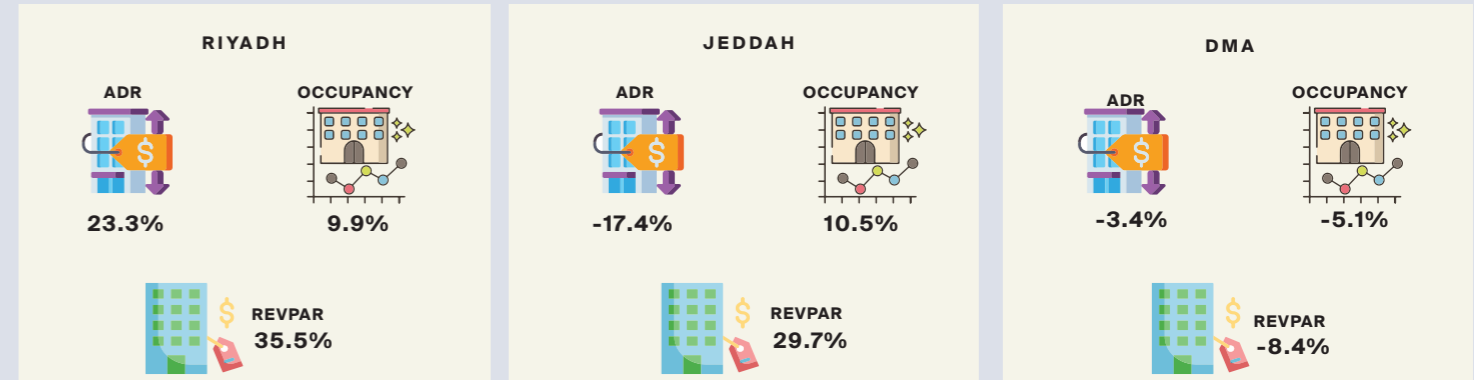 RIYADH
ADR
OCCUPANCY
$
23.3%
9.9%
$
REVPAR
35.5%
JEDDAH
ADR
OCCUPANCY
$
-17.4%
10.5%
$
REVPAR
29.7%
DMA
ADR
OCCUPANCY
$
-3.4%
-5.1%
$
REVPAR
-8.4%